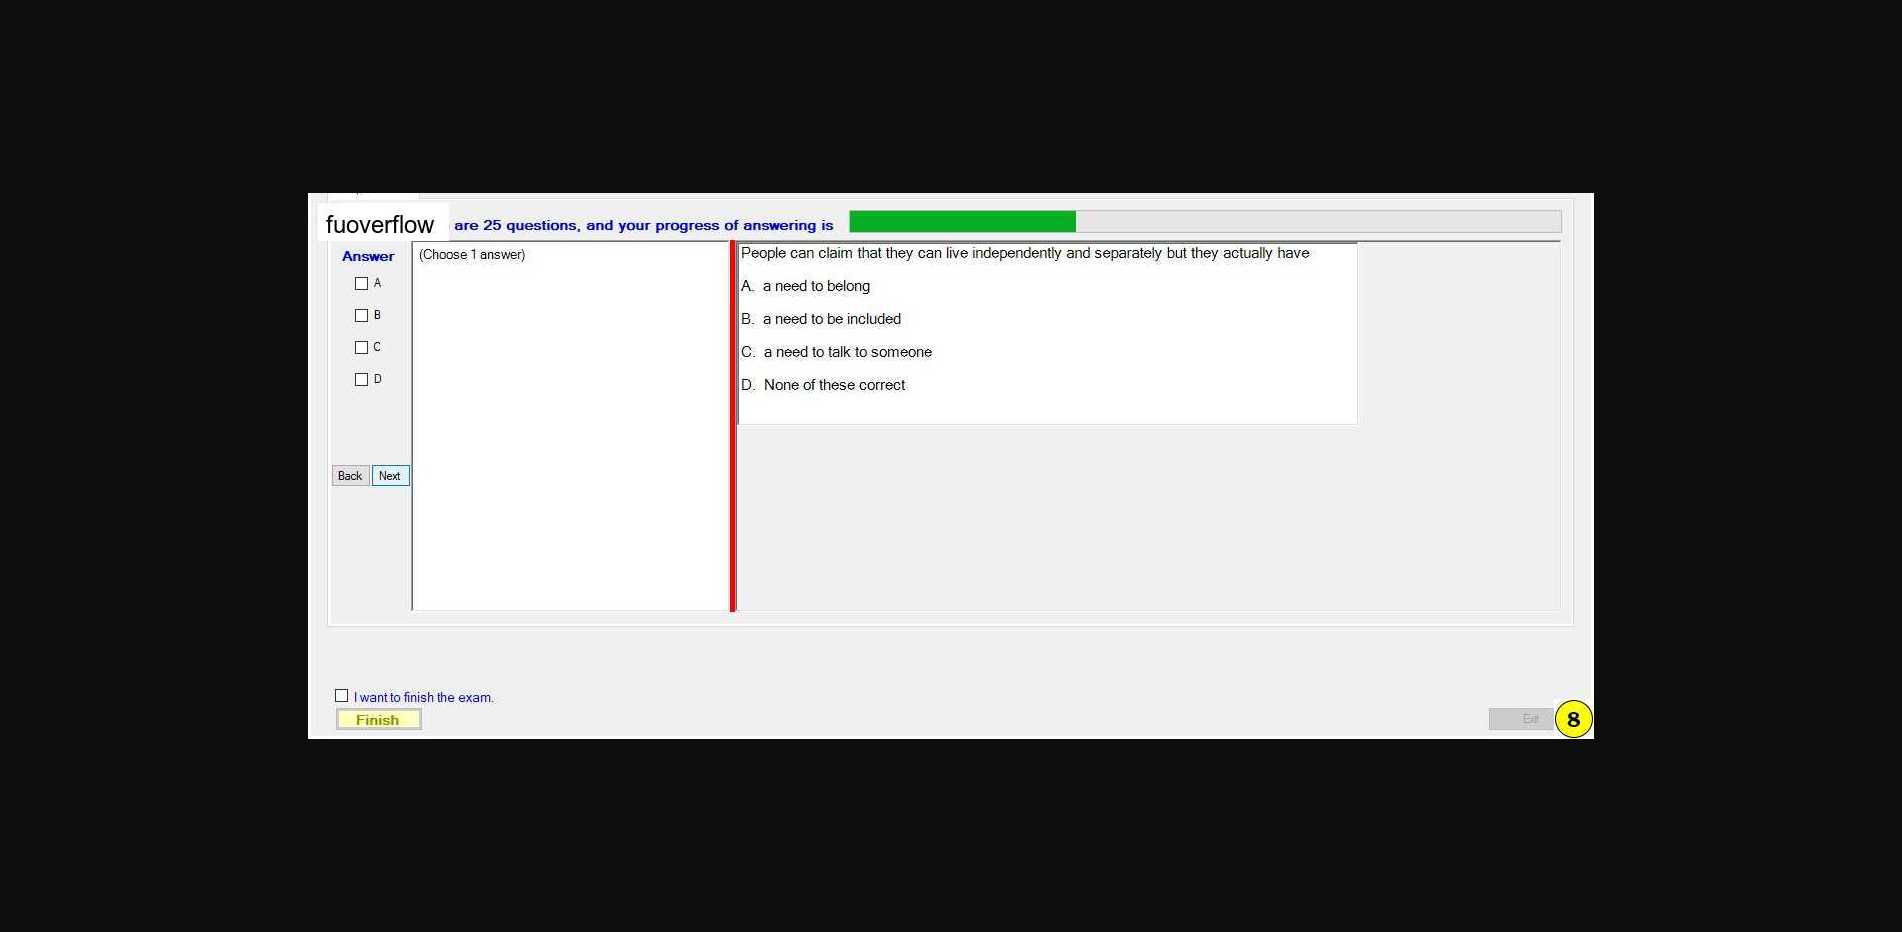 fuoverflow are 25 questions, and your progress of answering is
Answer
A
B
C
D
Back Next
(Choose 1 answer)
People can claim that they can live independently and separately but they actually have
A. a need to belong
B. a need to be included
C. a need to talk to someone
D. None of these correct
I want to finish the exam.
Finish
Exit
8